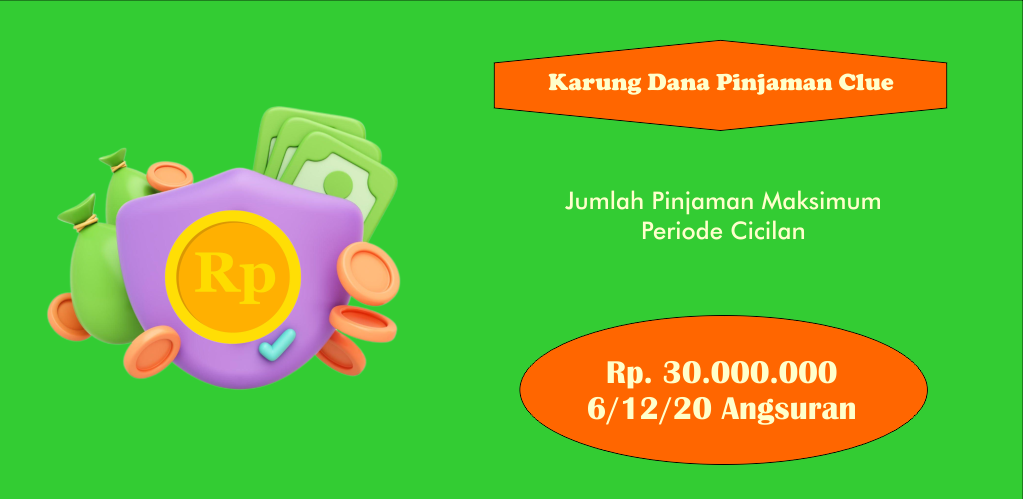 Karung Dana Pinjaman Clue
Jumlah Pinjaman Maksimum
Periode Cicilan
Rp
Rp. 30.000.000
6/12/20 Angsuran